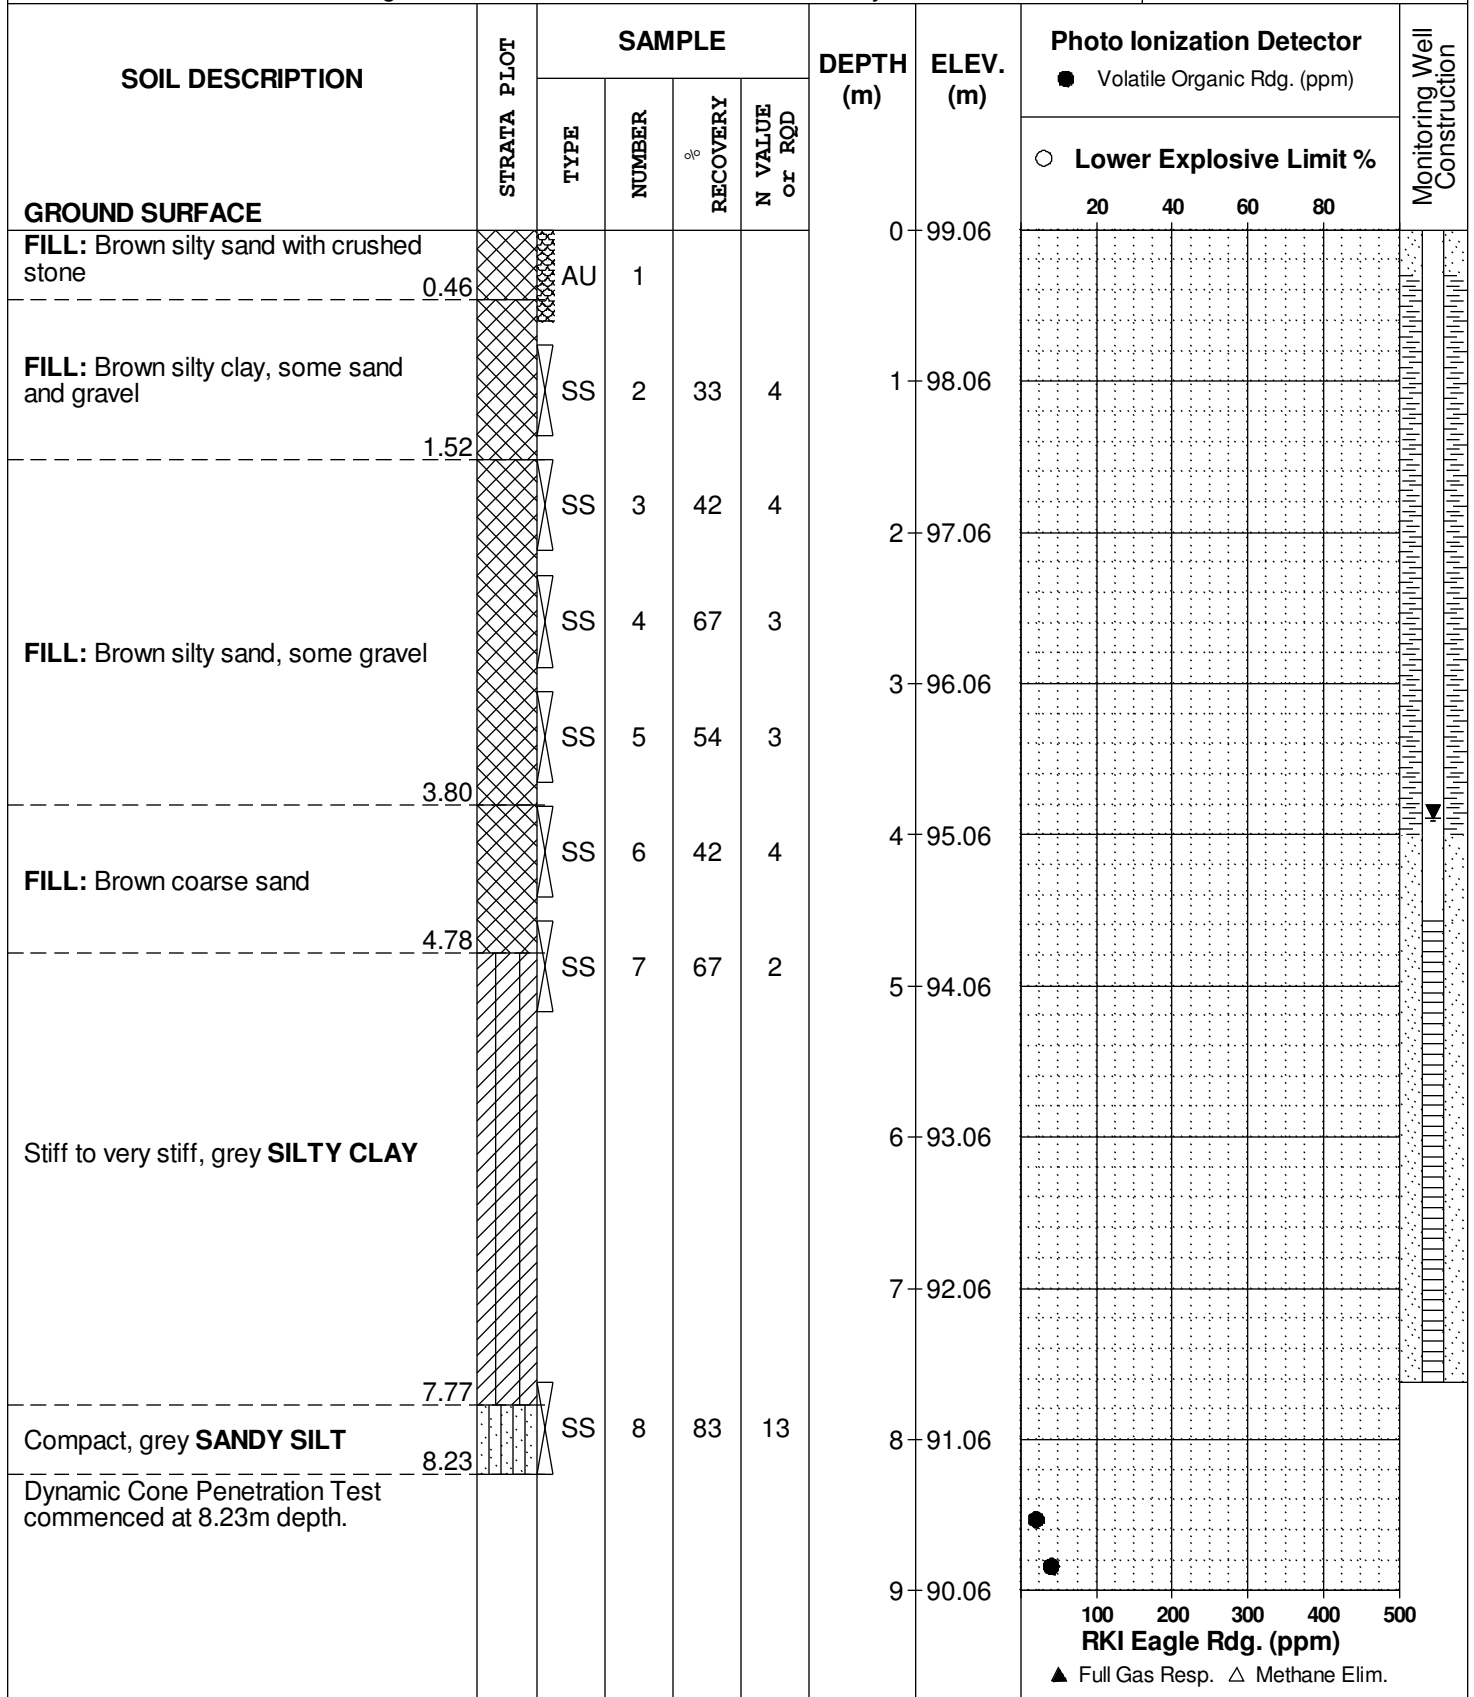 SOIL DESCRIPTION
GROUND SURFACE
STRATA PLOT
SAMPLE
TYPE
NUMBER
%
RECOVERY
N VALUE
or RQD
DEPTH
(m)
ELEV.
(m)
Photo Ionization Detector
● Volatile Organic Rdg. (ppm)
○ Lower Explosive Limit %
20 40 60 80
Monitoring Well
Construction
0 99.06
FILL: Brown silty sand with crushed
stone
0.46
AU 1
FILL: Brown silty clay, some sand
and gravel
1.52
SS 2 33 4
1 98.06
SS 3 42 4
2 97.06
SS 4 67 3
FILL: Brown silty sand, some gravel
3 96.06
SS 5 54 3
3.80
4 95.06
SS 6 42 4
FILL: Brown coarse sand
4.78
SS 7 67 2
5 94.06
Stiff to very stiff, grey SILTY CLAY
6 93.06
7 92.06
7.77
SS 8 83 13
Compact, grey SANDY SILT
8 91.06
8.23
Dynamic Cone Penetration Test
commenced at 8.23m depth.
9 90.06
100 200 300 400 500
RKI Eagle Rdg. (ppm)
▲ Full Gas Resp. △ Methane Elim.